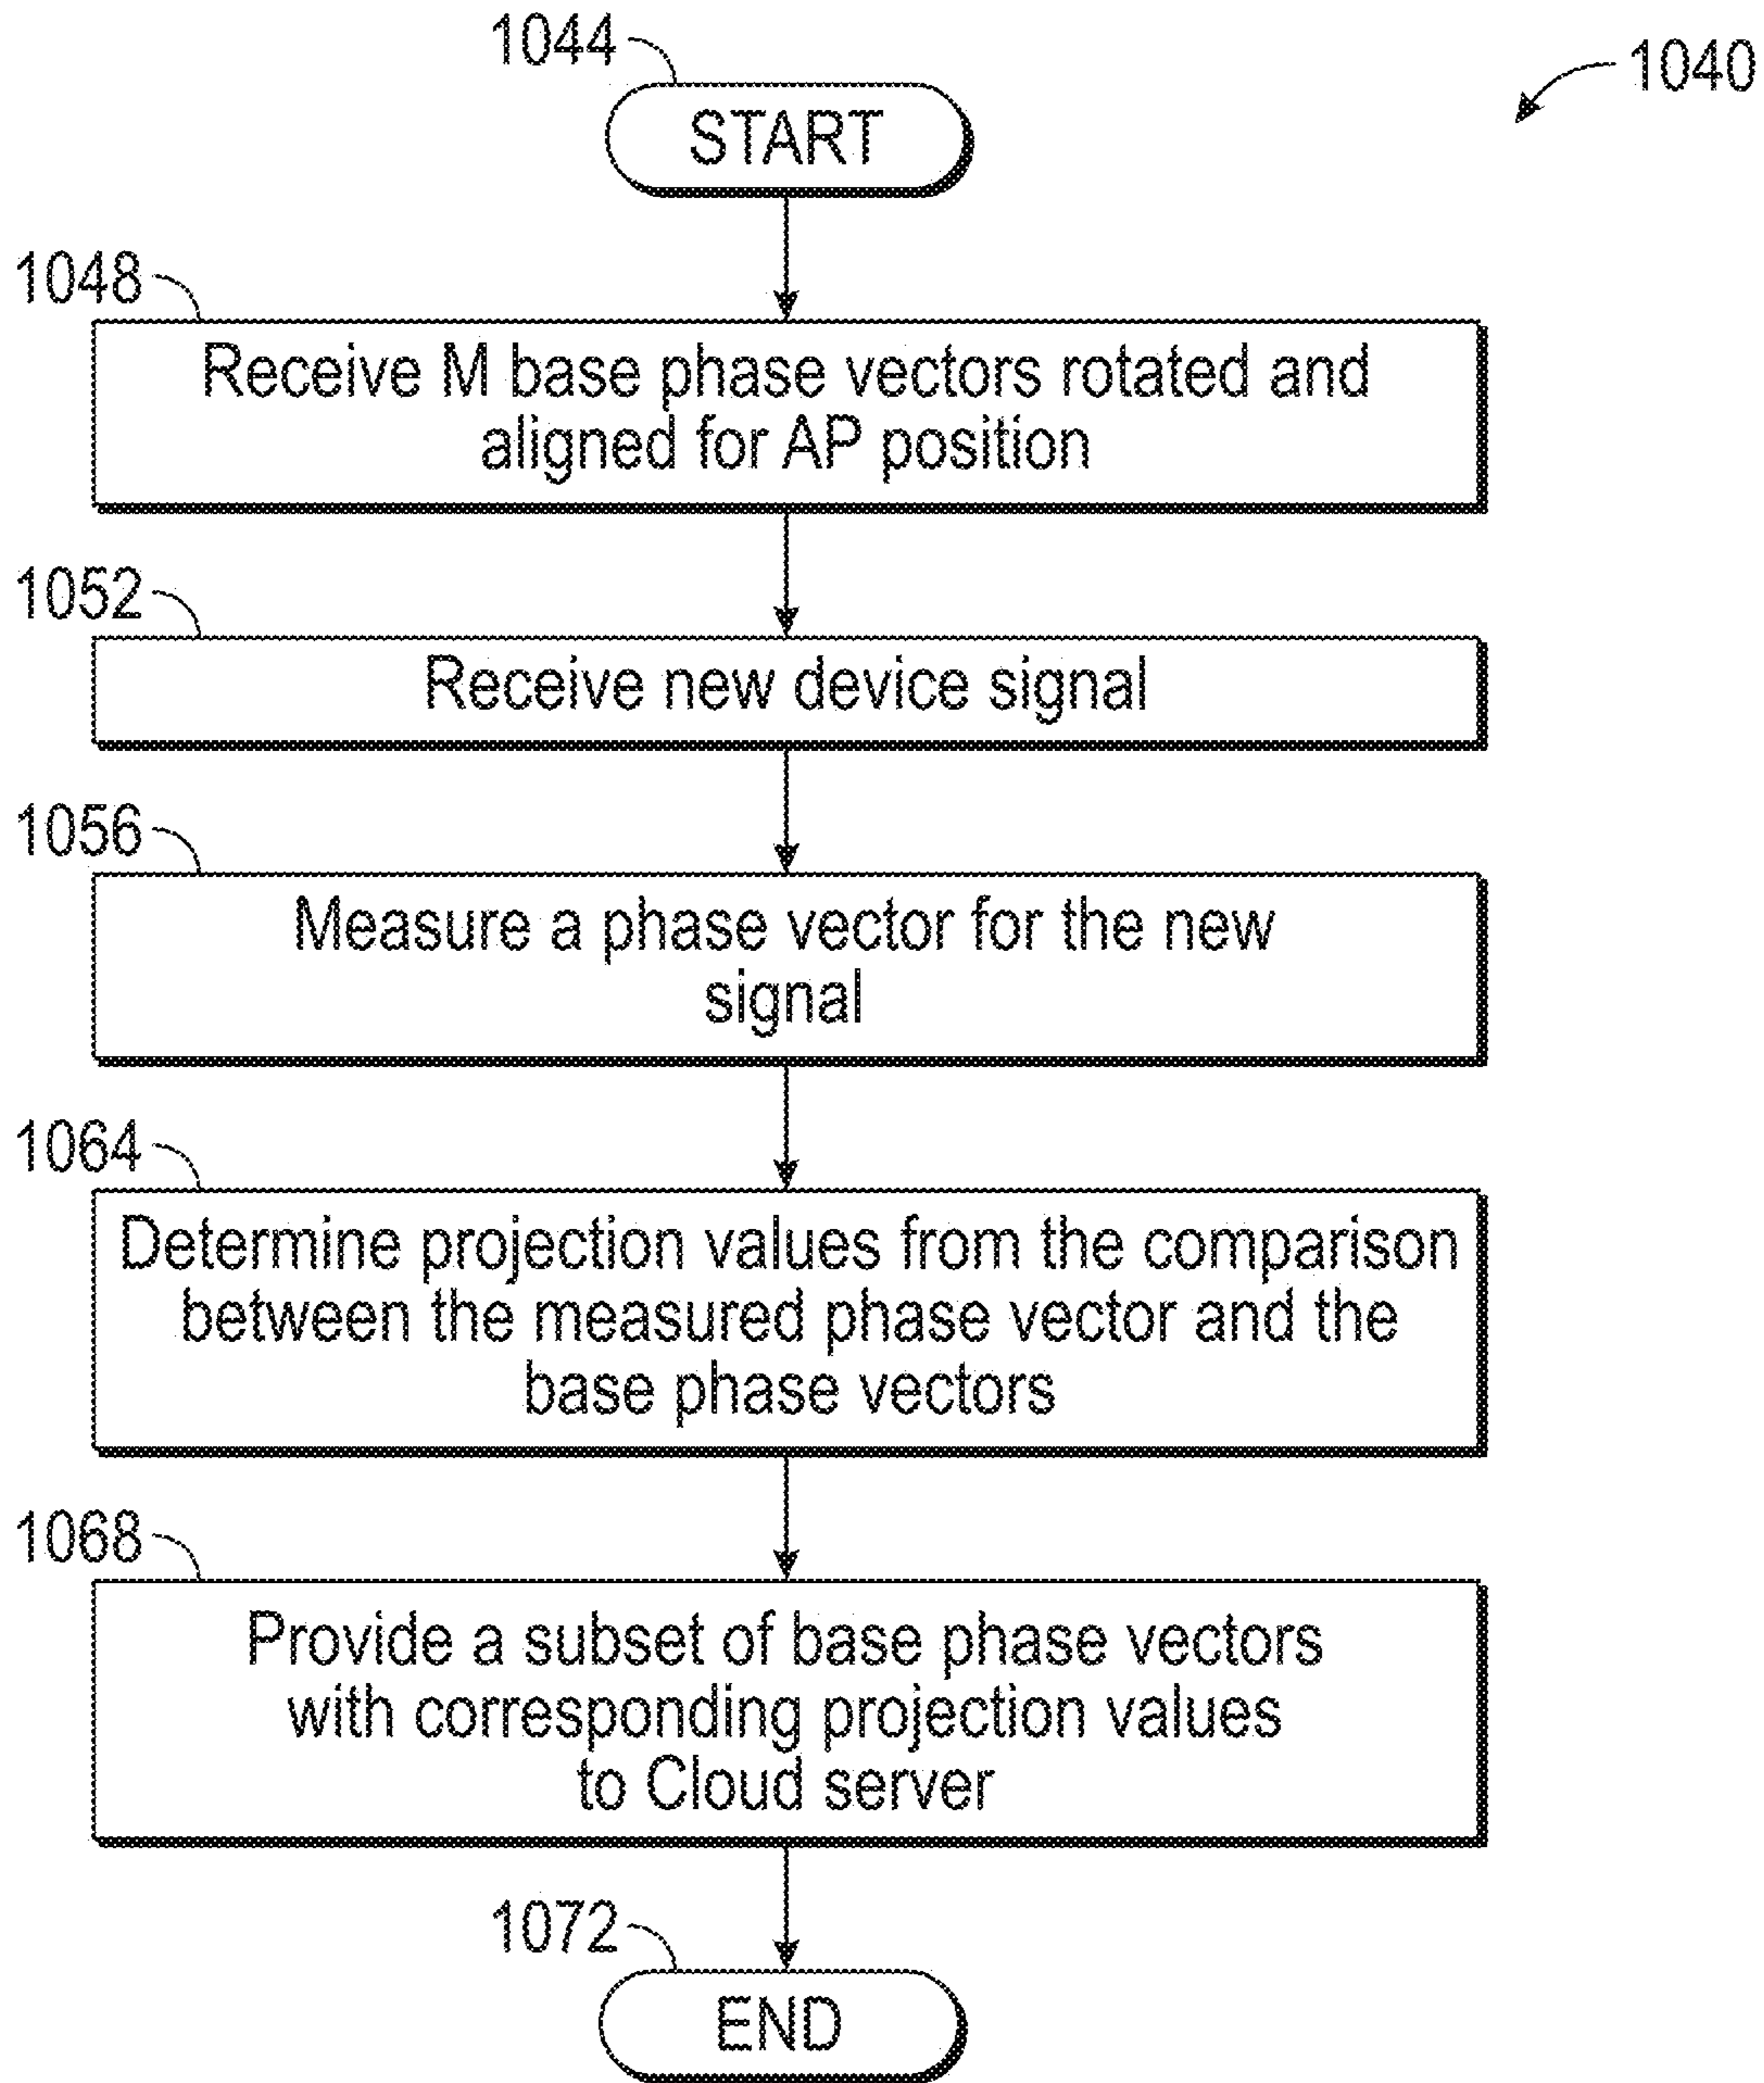 1044
1040
START
1048
Receive M base phase vectors rotated and
aligned for AP position
1052
Receive new device signal
1056
Measure a phase vector for the new
signal
1064
Determine projection values from the comparison
between the measured phase vector and the
base phase vectors
1068
Provide a subset of base phase vectors
with corresponding projection values
to Cloud server
1072
END